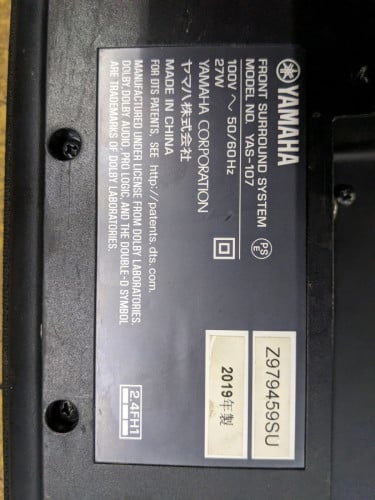 YAMAHA
FRONT SURROUND SYSTEM
MODEL NO. YAS-107
100V ～ 50/60Hz
27W
PS
E
YAMAHA CORPORATION
ヤマハ株式会社
MADE IN CHINA
FOR DTS PATENTS, SEE http://patents.dts.com.
MANUFACTURED UNDER LICENSE FROM DOLBY LABORATORIES.
DOLBY, DOLBY AUDIO, PRO LOGIC, AND THE DOUBLE-D SYMBOL
ARE TRADEMARKS OF DOLBY LABORATORIES.
Z979459SU
2019年製
2.4FH1